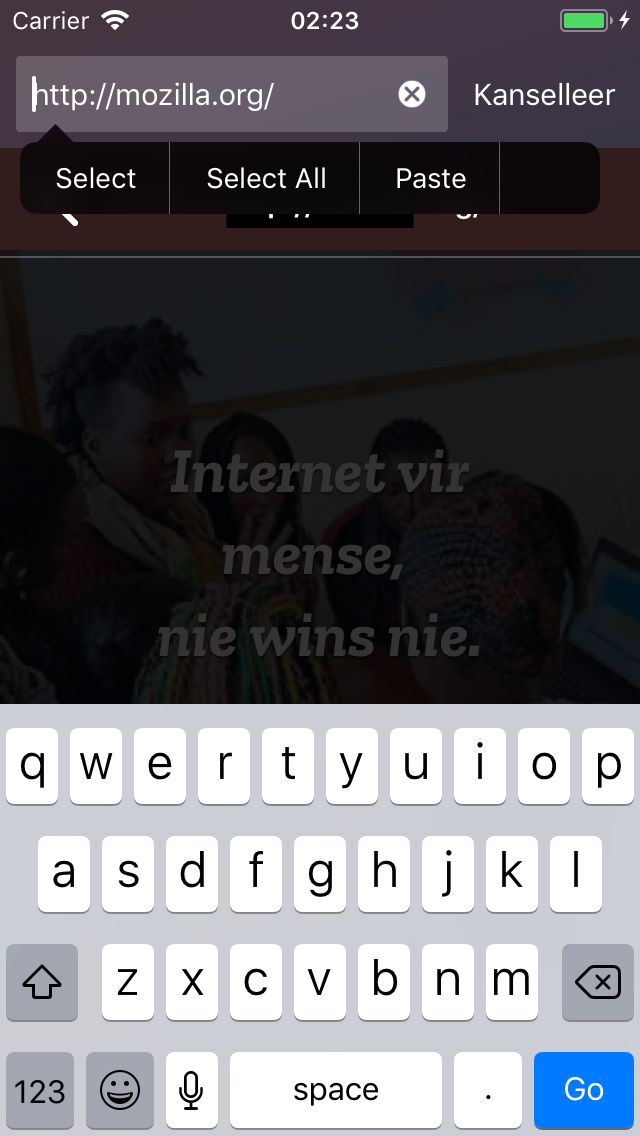 Carrier 02:23
http://mozilla.org/ Kanselleer
Select Select All Paste
Internet vir
mense,
nie wins nie.
q w e r t y u i o p
a s d f g h j k l
z x c v b n m
123 space . Go